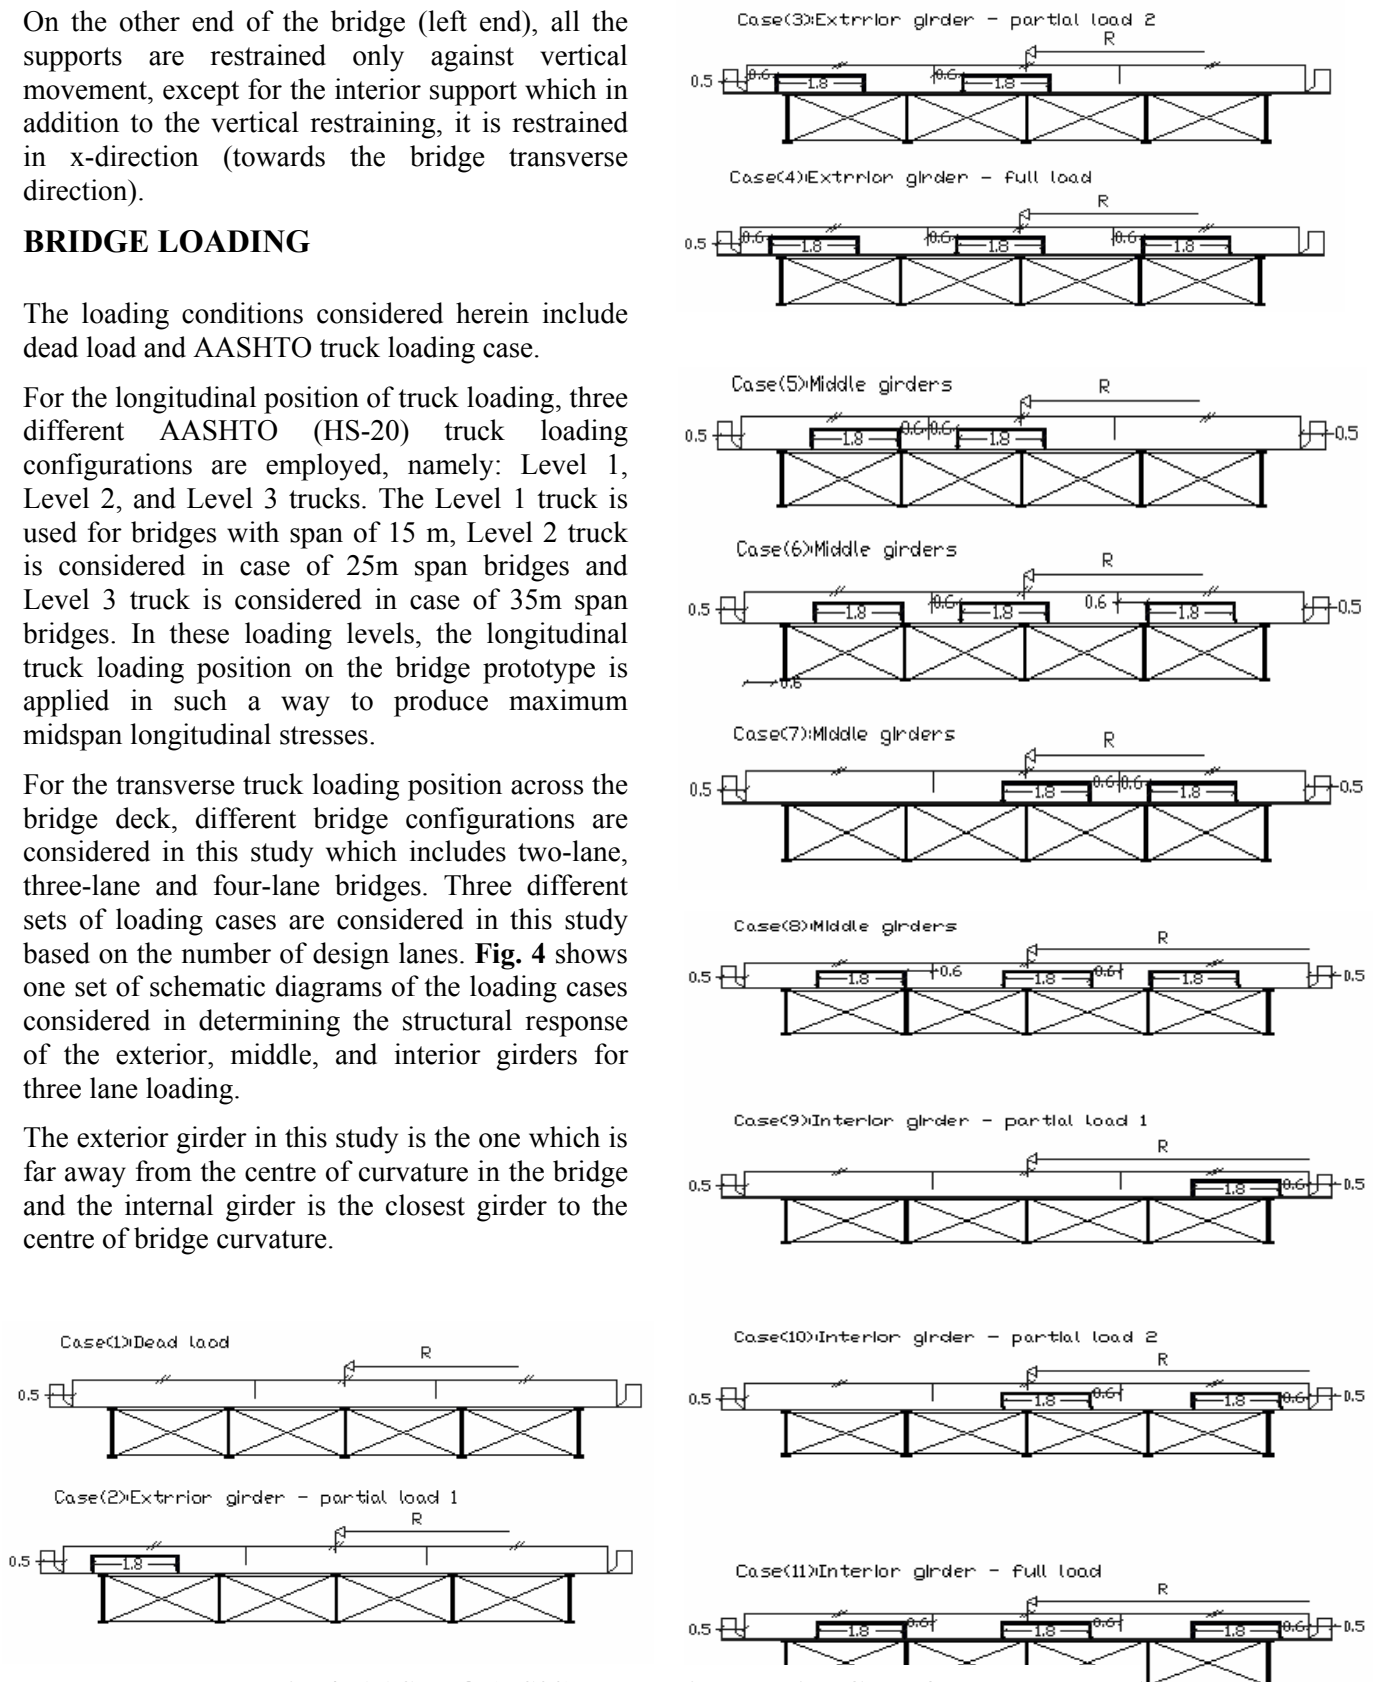 On the other end of the bridge (left end), all the
supports are restrained only against vertical
movement, except for the interior support which in
addition to the vertical restraining, it is restrained
in x-direction (towards the bridge transverse
direction).
BRIDGE LOADING
The loading conditions considered herein include
dead load and AASHTO truck loading case.
For the longitudinal position of truck loading, three
different AASHTO (HS-20) truck loading
configurations are employed, namely: Level 1,
Level 2, and Level 3 trucks. The Level 1 truck is
used for bridges with span of 15 m, Level 2 truck
is considered in case of 25m span bridges and
Level 3 truck is considered in case of 35m span
bridges. In these loading levels, the longitudinal
truck loading position on the bridge prototype is
applied in such a way to produce maximum
midspan longitudinal stresses.
For the transverse truck loading position across the
bridge deck, different bridge configurations are
considered in this study which includes two-lane,
three-lane and four-lane bridges. Three different
sets of loading cases are considered in this study
based on the number of design lanes. Fig. 4 shows
one set of schematic diagrams of the loading cases
considered in determining the structural response
of the exterior, middle, and interior girders for
three lane loading.
The exterior girder in this study is the one which is
far away from the centre of curvature in the bridge
and the internal girder is the closest girder to the
centre of bridge curvature.
Case(1):Dead laod
R
0.5
Case(2):Extrrior girder - partial load 1
R
0.5 1.8
Case(3):Extrrior girder - partial load 2
R
0.5 0.6 1.8 0.6 1.8
Case(4):Extrrior girder - full load
R
0.5 0.6 1.8 0.6 1.8 0.6 1.8
Case(5):Middle girders
R
0.5 1.8 0.6 0.6 1.8 0.5
Case(6):Middle girders
R
0.5 1.8 0.6 1.8 0.6 1.8 0.5
0.6
Case(7):Middle girders
R
0.5 1.8 0.6 0.6 1.8 0.5
Case(8):Middle girders
R
0.5 1.8 0.6 1.8 0.6 1.8 0.5
Case(9):Interior girder - partial load 1
R
0.5 1.8 0.6 0.5
Case(10):Interior girder - partial load 2
R
0.5 1.8 0.6 1.8 0.6 0.5
Case(11):Interior girder - full load
R
0.5 1.8 0.6 1.8 0.6 1.8 0.6 0.5